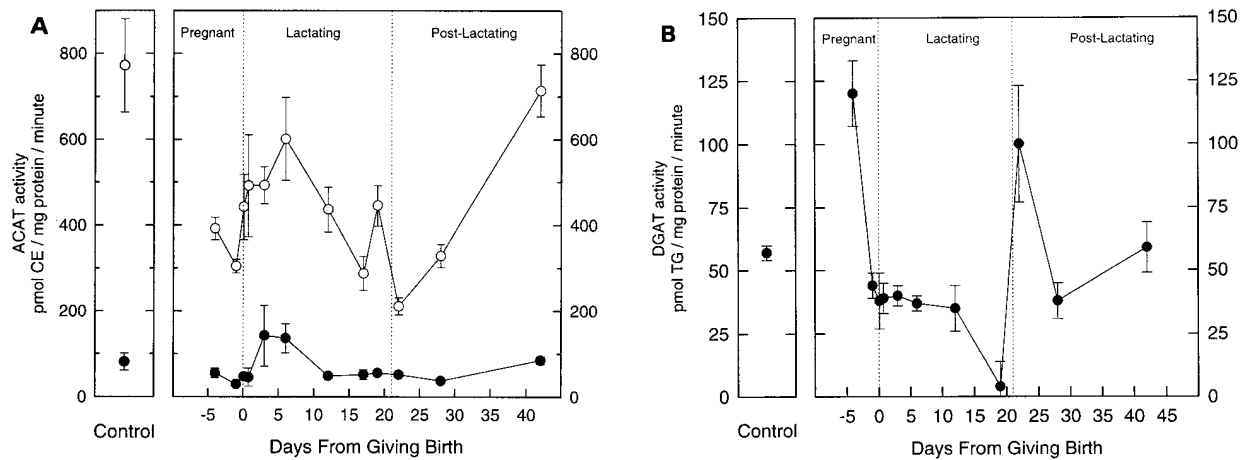 A
ACAT activity
pmol CE / mg protein / minute
800
600
400
200
0
Control
Pregnant
Lactating
Post-Lactating
800
600
400
200
0
-5 0 5 10 15 20 25 30 35 40 45
Days From Giving Birth
B
DGAT activity
pmol TG / mg protein / minute
150
125
100
75
50
25
0
Control
Pregnant
Lactating
Post-Lactating
150
125
100
75
50
25
0
-5 0 5 10 15 20 25 30 35 40 45
Days From Giving Birth